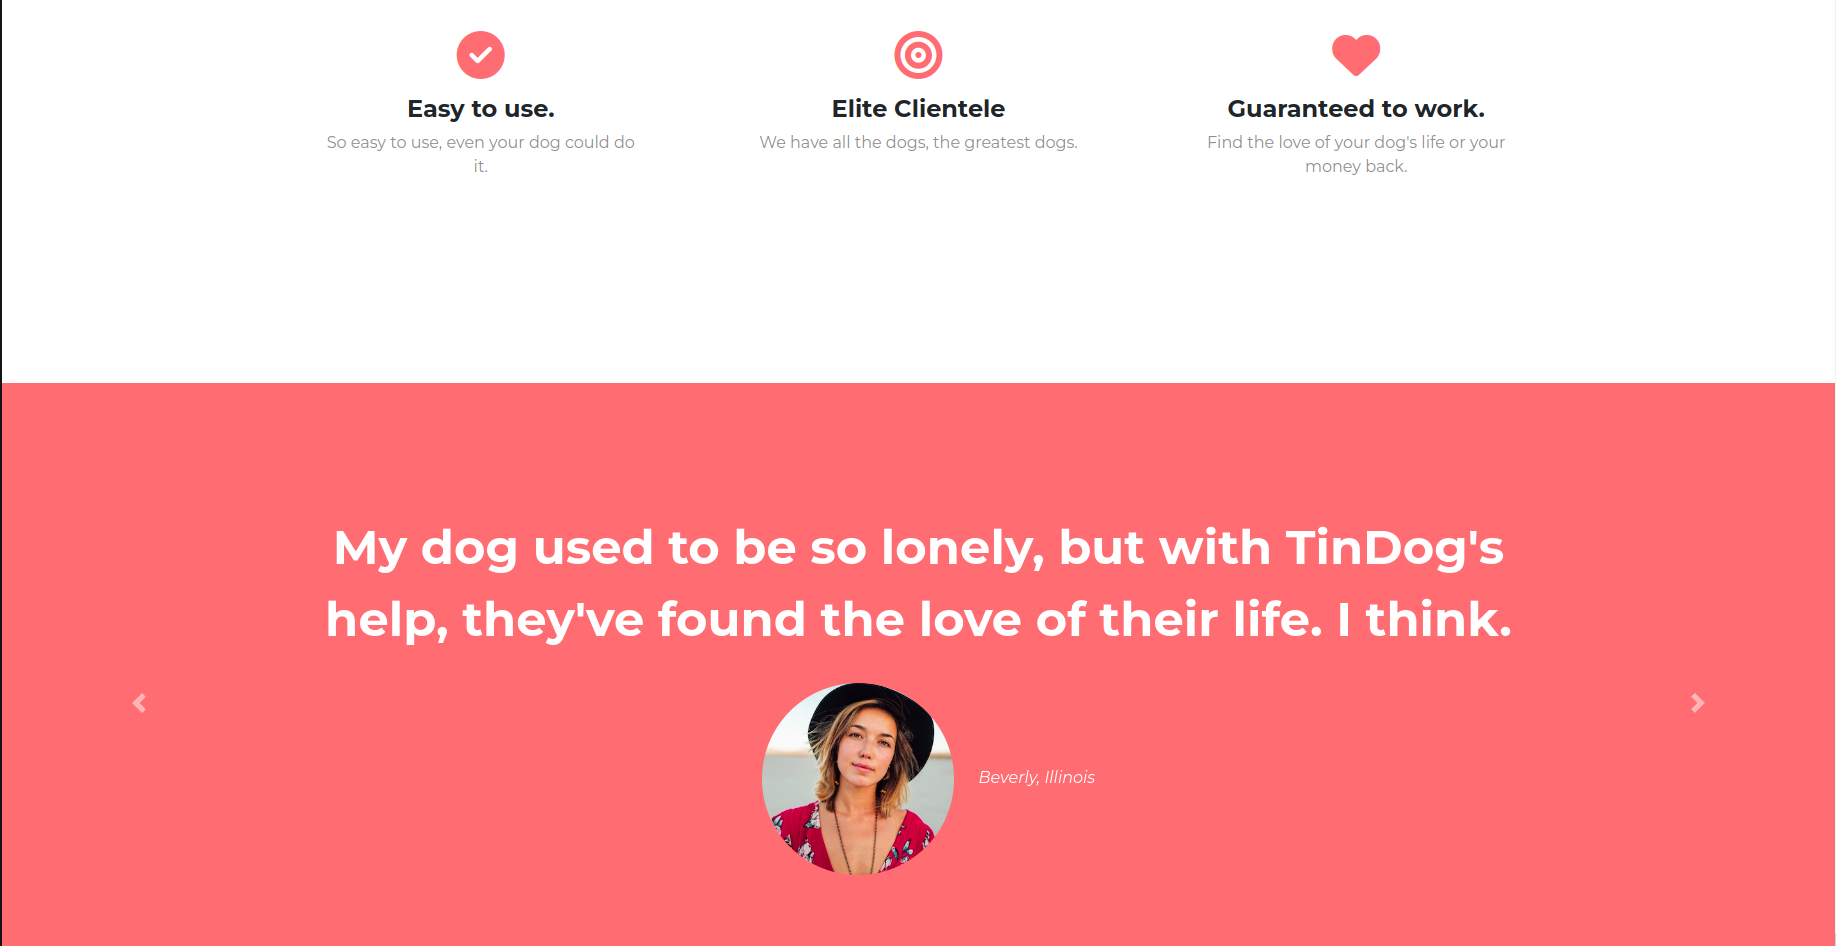 Easy to use.
So easy to use, even your dog could do
it.
Elite Clientele
We have all the dogs, the greatest dogs.
Guaranteed to work.
Find the love of your dog's life or your
money back.
My dog used to be so lonely, but with TinDog's
help, they've found the love of their life. I think.
Beverly, Illinois